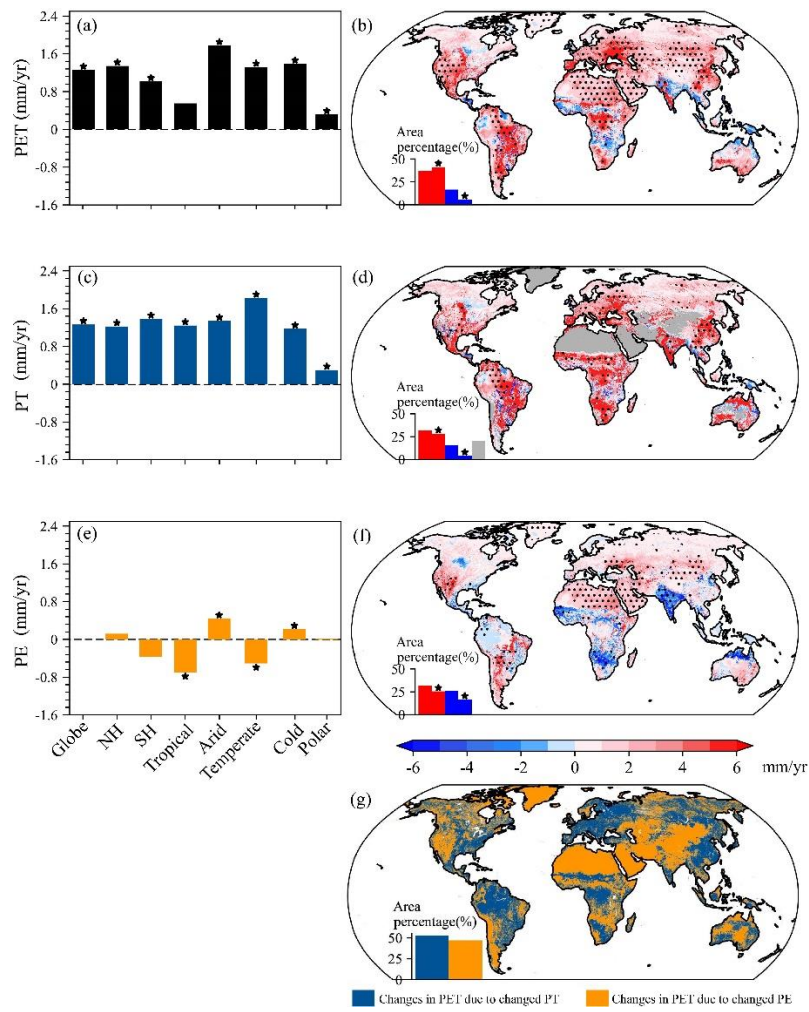 (a)
PET (mm/yr)
2.4
1.6
0.8
0
-0.8
-1.6
(b)
Area
percentage(%)
50
25
0
(c)
PT (mm/yr)
2.4
1.6
0.8
0
-0.8
-1.6
(d)
Area
percentage(%)
50
25
0
(e)
PE (mm/yr)
2.4
1.6
0.8
0
-0.8
-1.6
Globe
NH
SH
Tropical
Arid
Temperate
Cold
Polar
(f)
Area
percentage(%)
50
25
0
-6 -4 -2 0 2 4 6 mm/yr
(g)
Area
percentage(%)
50
25
0
Changes in PET due to changed PT
Changes in PET due to changed PE